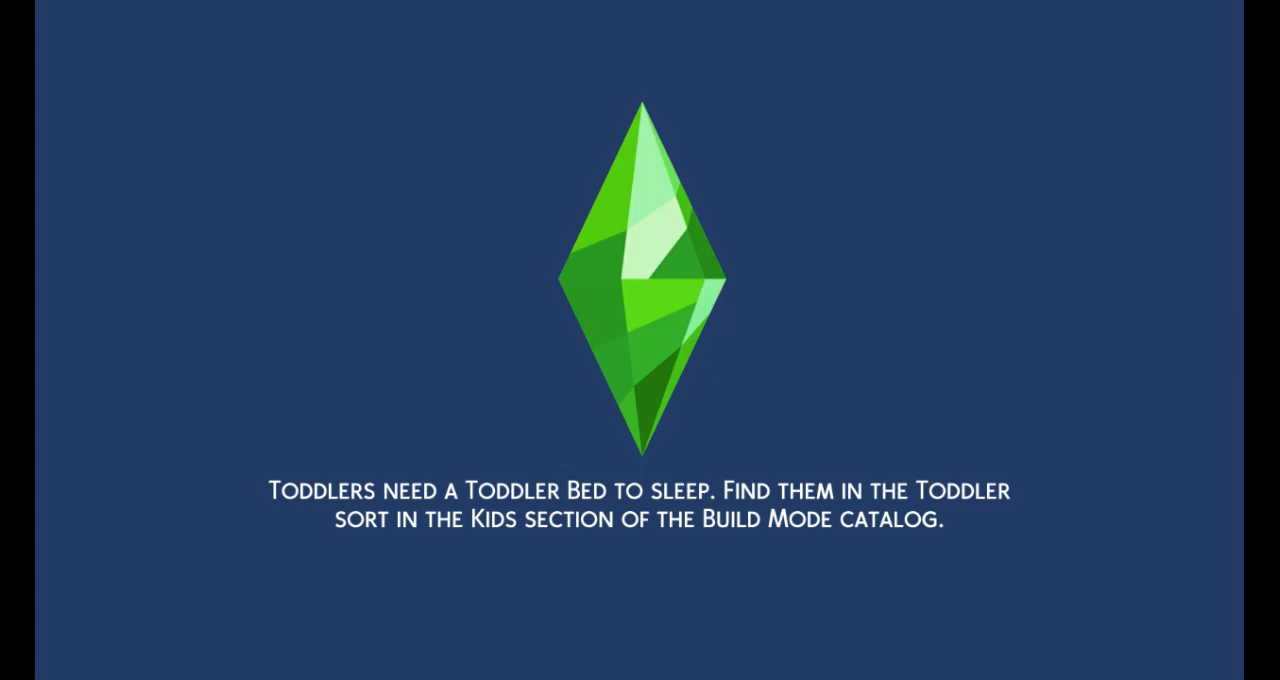 Toddlers need a Toddler Bed to sleep. Find them in the Toddler
sort in the Kids section of the Build Mode catalog.